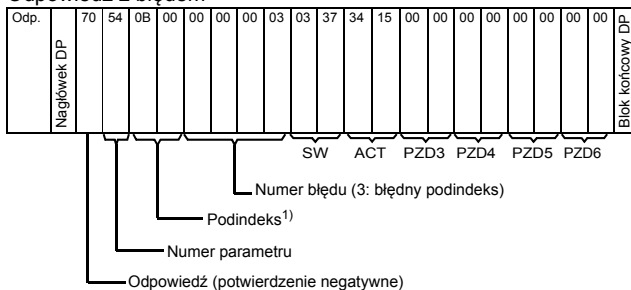 Odpowiedź z błędem
Odp.
Nagłówek DP
70 54 0B 00 00 00 00 03 03 37 34 15 00 00 00 00 00 00 00 00
Blok końcowy DP
SW ACT PZD3 PZD4 PZD5 PZD6
Numer błędu (3: błędny podindeks)
Podindeks1)
Numer parametru
Odpowiedź (potwierdzenie negatywne)